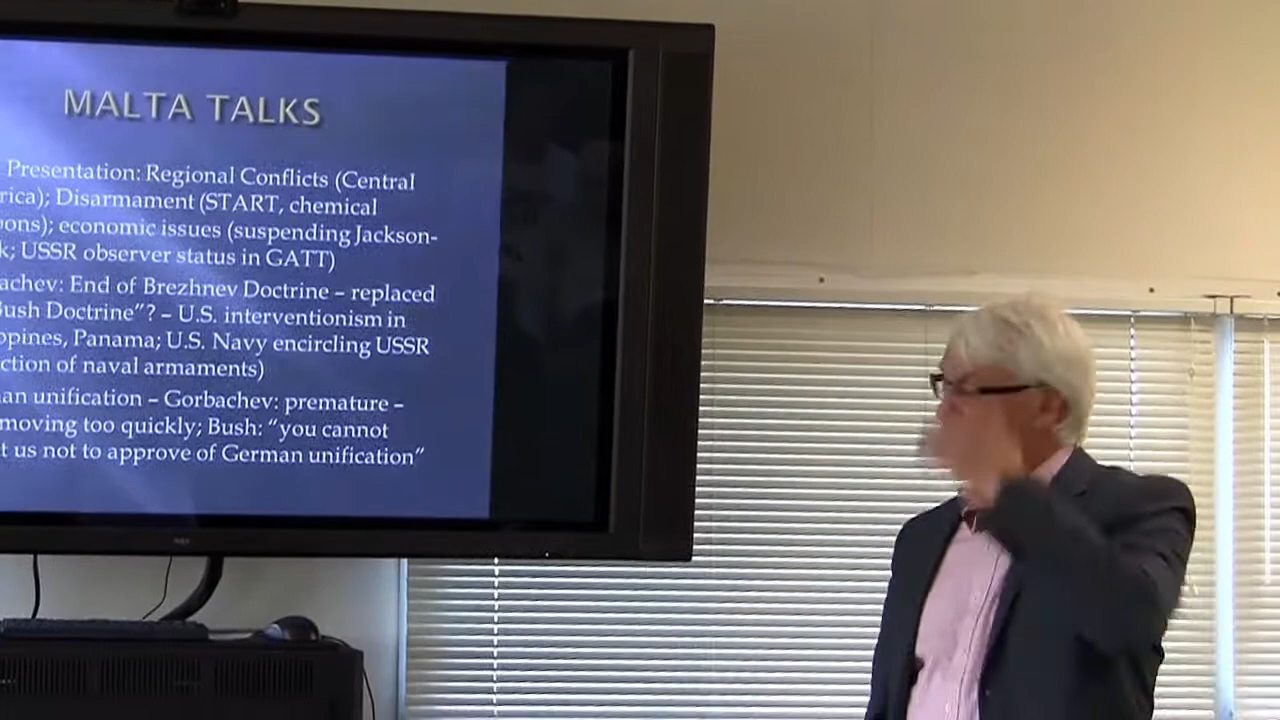 MALTA TALKS
Presentation: Regional Conflicts (Central
rica); Disarmament (START, chemical
ons); economic issues (suspending Jackson-
k; USSR observer status in GATT)
achev: End of Brezhnev Doctrine – replaced
Bush Doctrine"? – U.S. interventionism in
ppines, Panama; U.S. Navy encircling USSR
ction of naval armaments)
an unification – Gorbachev: premature –
moving too quickly; Bush: "you cannot
t us not to approve of German unification"